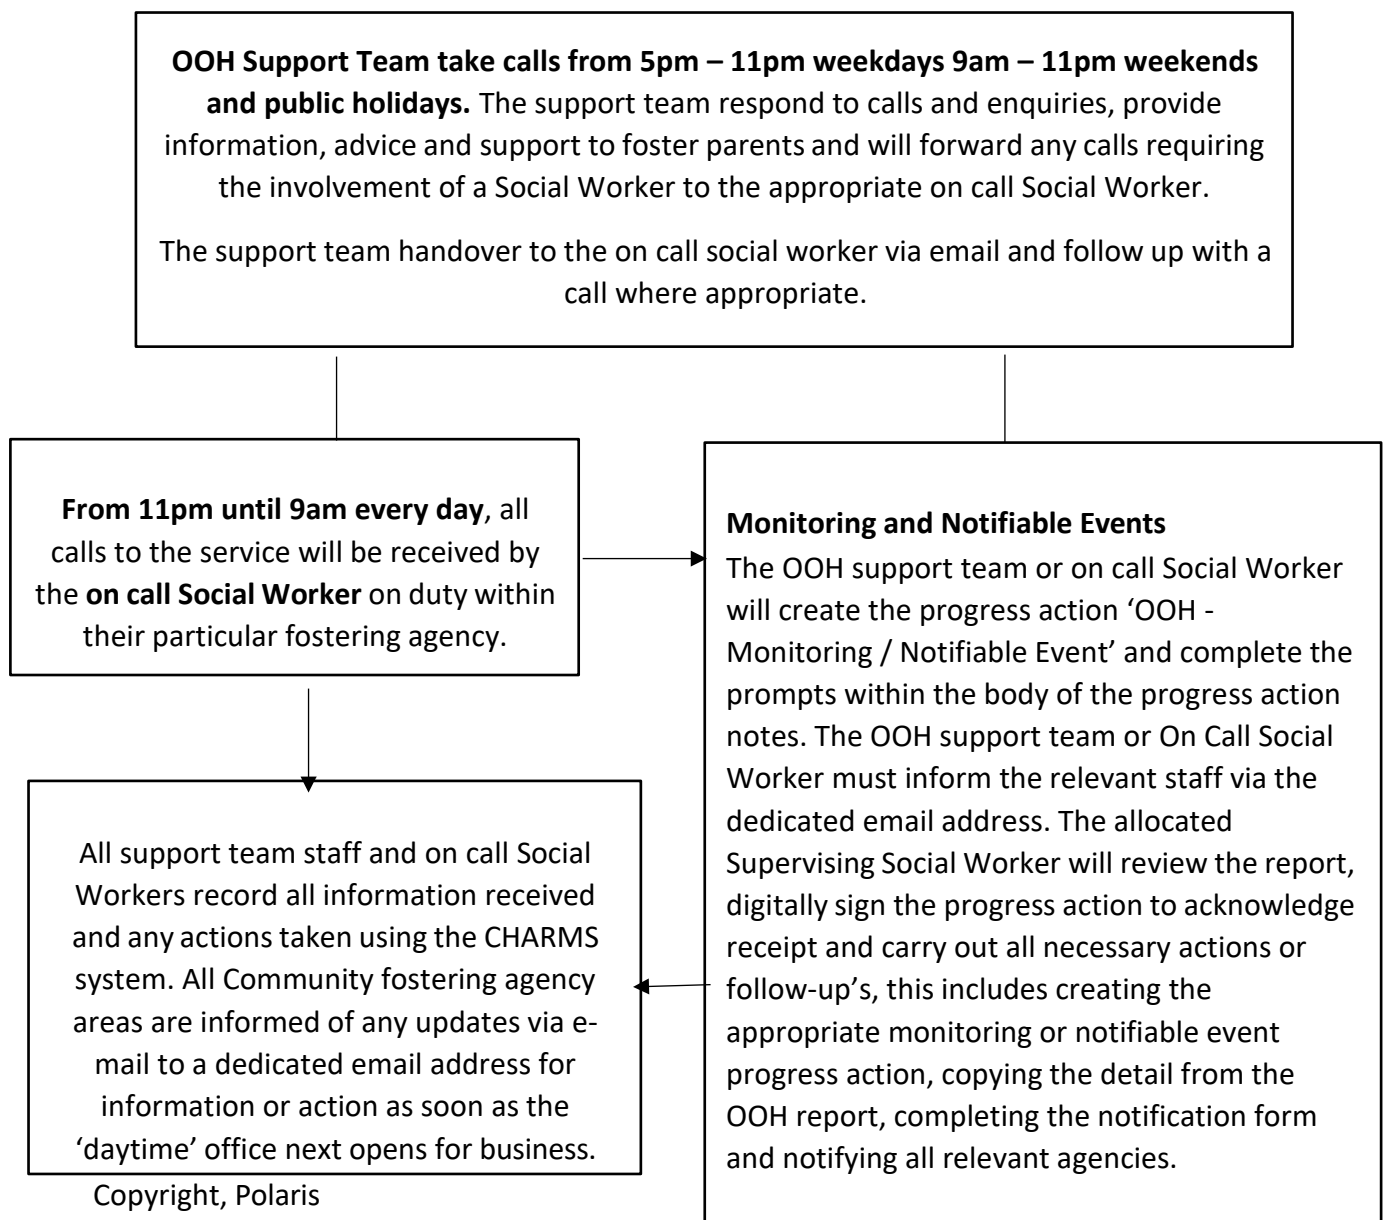 OOH Support Team take calls from 5pm – 11pm weekdays 9am – 11pm weekends
and public holidays. The support team respond to calls and enquiries, provide
information, advice and support to foster parents and will forward any calls requiring
the involvement of a Social Worker to the appropriate on call Social Worker.
The support team handover to the on call social worker via email and follow up with a
call where appropriate.
From 11pm until 9am every day, all
calls to the service will be received by
the on call Social Worker on duty within
their particular fostering agency.
Monitoring and Notifiable Events
The OOH support team or on call Social Worker
will create the progress action ‘OOH -
Monitoring / Notifiable Event’ and complete the
prompts within the body of the progress action
notes. The OOH support team or On Call Social
Worker must inform the relevant staff via the
dedicated email address. The allocated
Supervising Social Worker will review the report,
digitally sign the progress action to acknowledge
receipt and carry out all necessary actions or
follow-up’s, this includes creating the
appropriate monitoring or notifiable event
progress action, copying the detail from the
OOH report, completing the notification form
and notifying all relevant agencies.
All support team staff and on call Social
Workers record all information received
and any actions taken using the CHARMS
system. All Community fostering agency
areas are informed of any updates via e-
mail to a dedicated email address for
information or action as soon as the
‘daytime’ office next opens for business.
Copyright, Polaris